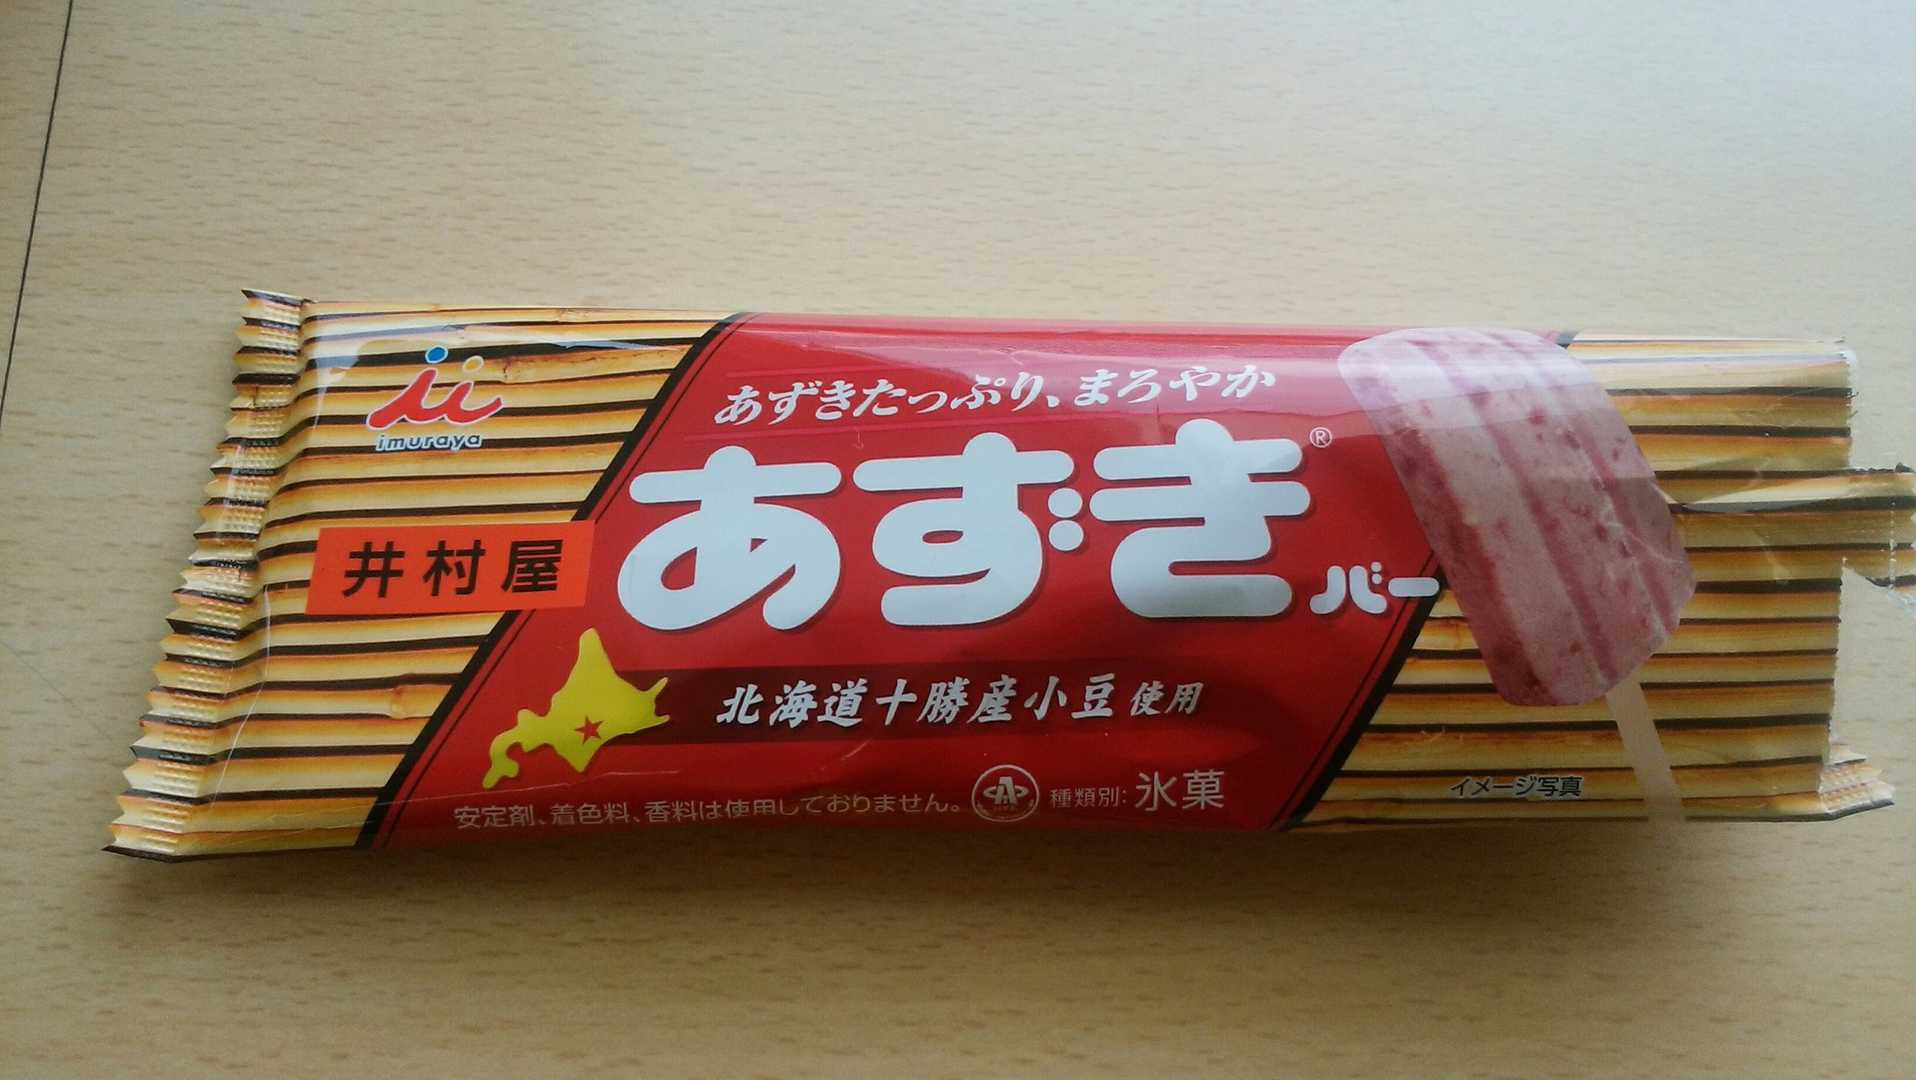 imuraya
井村屋
あずきたっぷり、まろやか
あずきバー®
北海道十勝産小豆使用
安定剤、着色料、香料は使用しておりません。
種類別:氷菓
イメージ写真